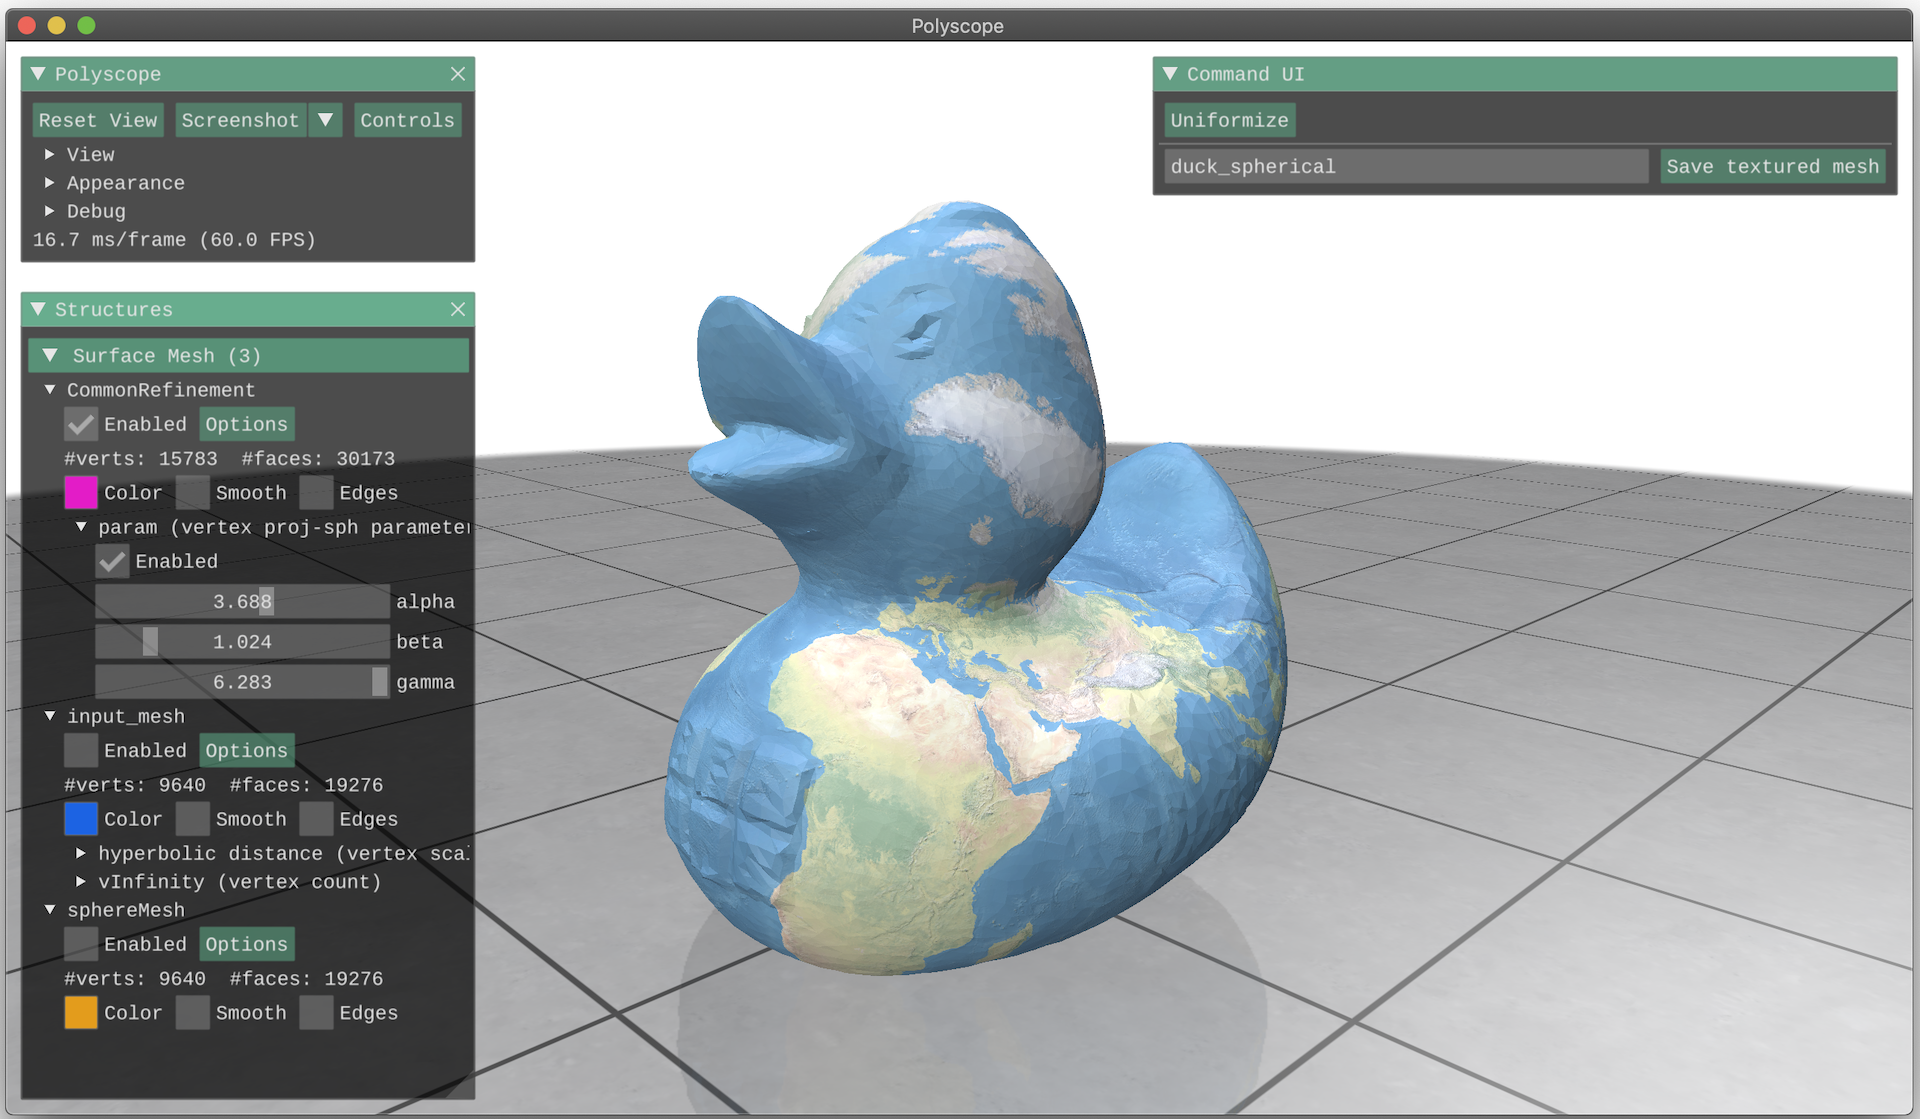 Polyscope
Polyscope
Reset View Screenshot Controls
View
Appearance
Debug
16.7 ms/frame (60.0 FPS)
Structures
Surface Mesh (3)
CommonRefinement
Enabled Options
#verts: 15783 #faces: 30173
Color Smooth Edges
param (vertex proj-sph parameter
Enabled
3.688 alpha
1.024 beta
6.283 gamma
input_mesh
Enabled Options
#verts: 9640 #faces: 19276
Color Smooth Edges
hyperbolic distance (vertex sca
vInfinity (vertex count)
sphereMesh
Enabled Options
#verts: 9640 #faces: 19276
Color Smooth Edges
Command UI
Uniformize
duck_spherical Save textured mesh